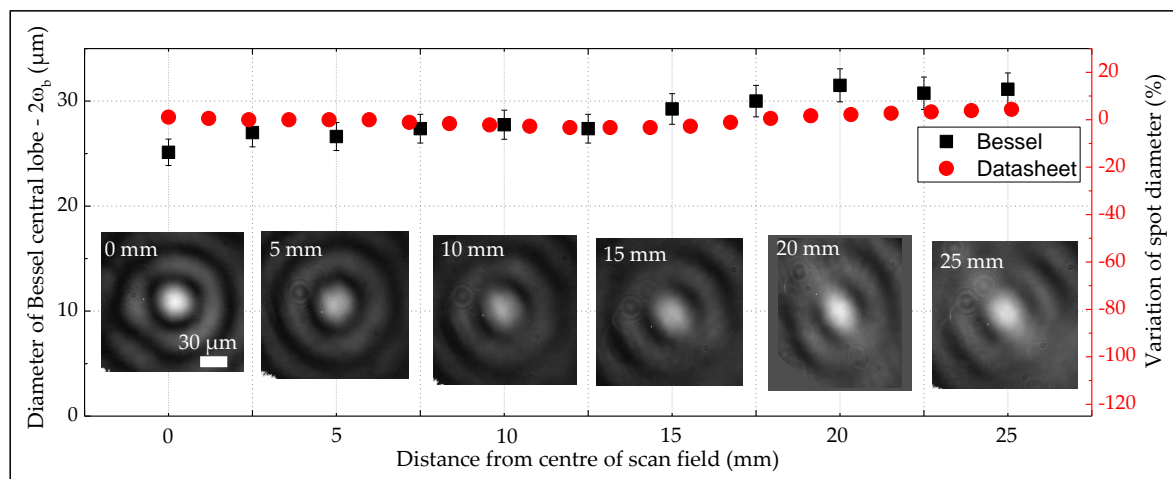 Diameter of Bessel central lobe - 2ω_b (μm)
30
20
10
0
0 mm
30 μm
5 mm
10 mm
15 mm
20 mm
25 mm
Bessel
Datasheet
20
0
-20
-40
-60
-80
-100
-120
Variation of spot diameter (%)
0
5
10
15
20
25
Distance from centre of scan field (mm)